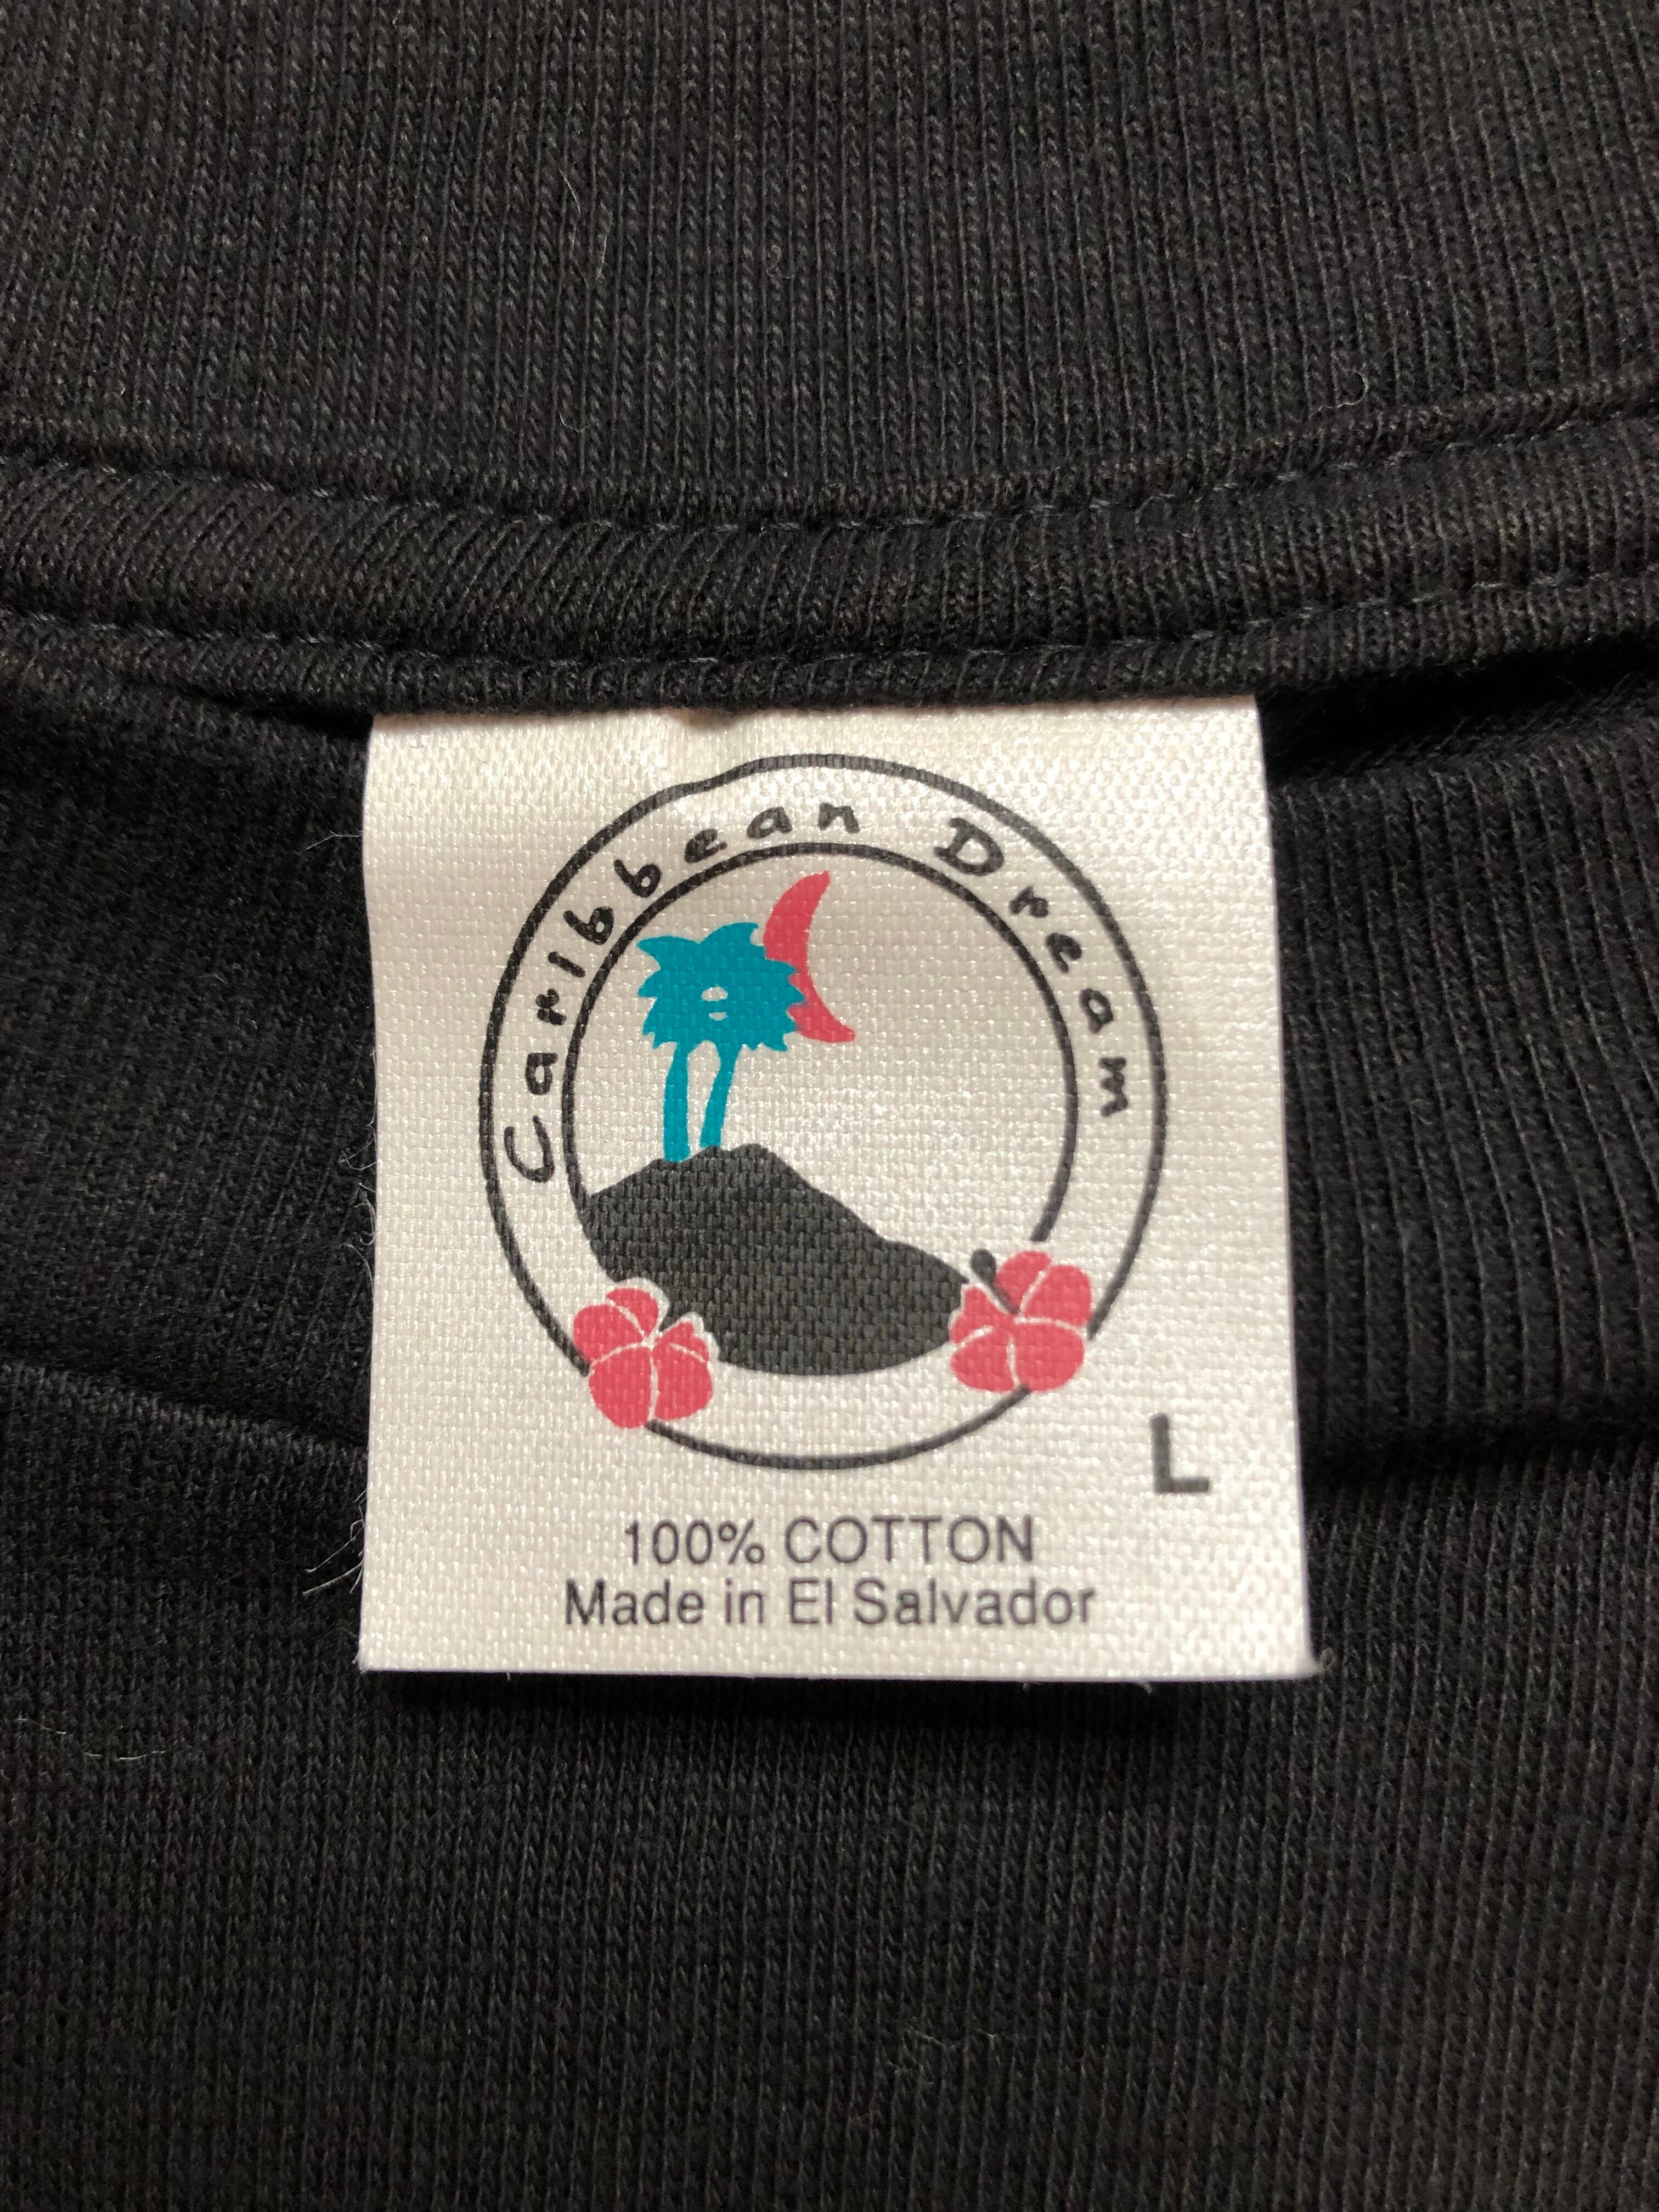 Caribbean Dream
L
100% COTTON
Made in El Salvador